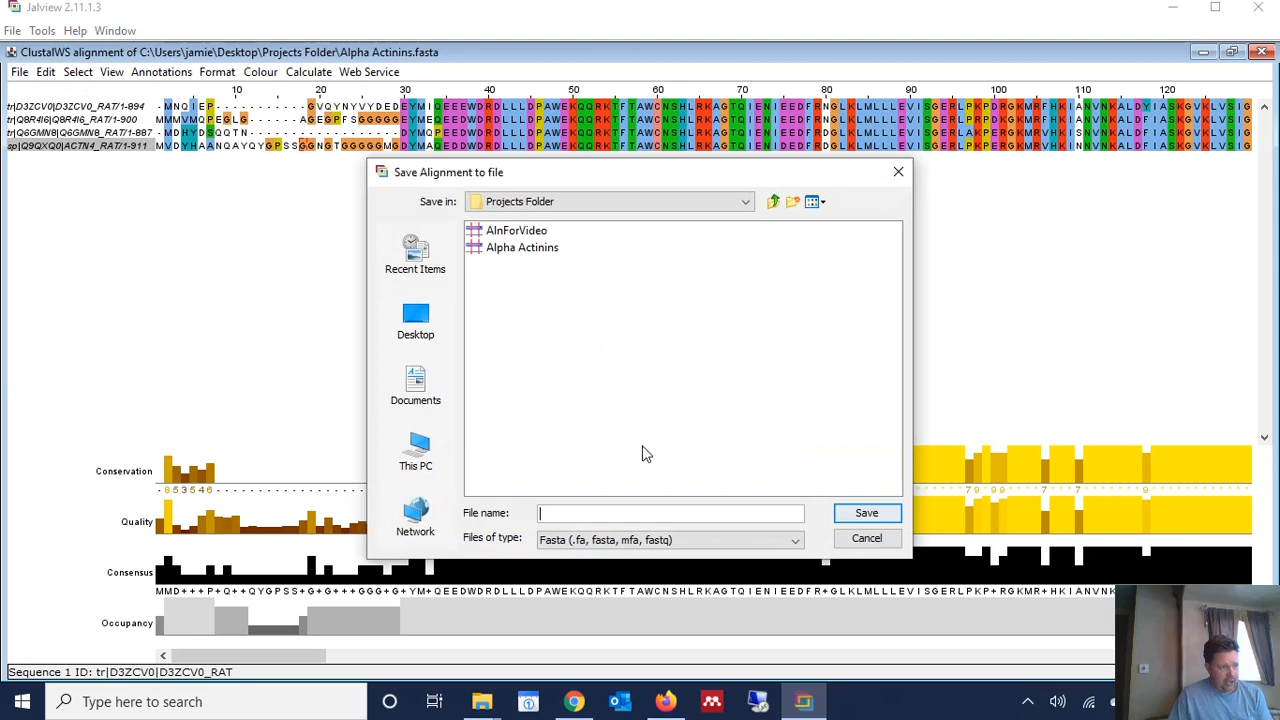 Jalview 2.11.1.3
File Tools Help Window
ClustalWS alignment of C:\Users\jamie\Desktop\Projects Folder\Alpha Actinins.fasta
File Edit Select View Annotations Format Colour Calculate Web Service
10 20 30 40 50 60 70 80 90 100 110 120
tr|D3ZCV0|D3ZCV0_RAT/1-894
tr|Q8R4I6|Q8R4I6_RAT/1-900
tr|Q6GMN8|Q6GMN8_RAT/1-887
sp|Q9QXQ0|ACTN4_RAT/1-911
Save Alignment to file
Save in: Projects Folder
AlnForVideo
Alpha Actinins
Recent Items
Desktop
Documents
This PC
Network
File name: Save
Files of type: Fasta (.fa, fasta, mfa, fastq) Cancel
Conservation
Quality
Consensus
Occupancy
Sequence 1 ID: tr|D3ZCV0|D3ZCV0_RAT
Type here to search